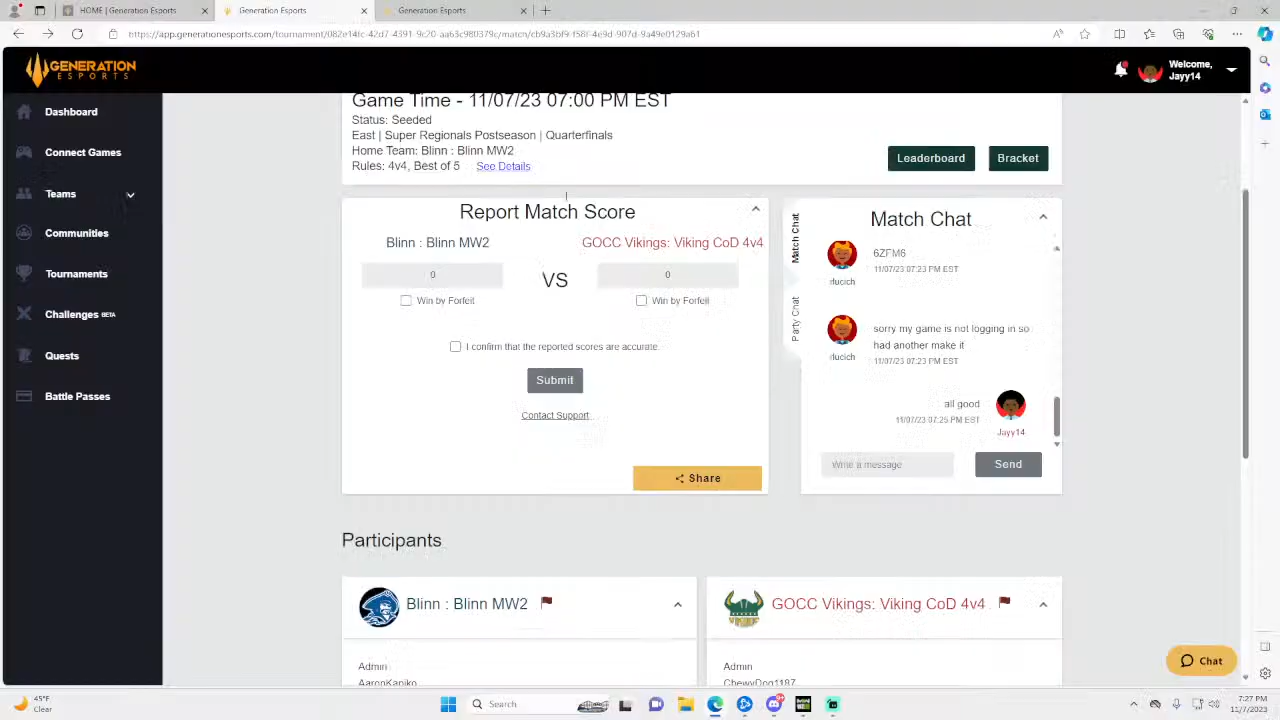 HOME | Generation Esports
Generation Esports
Generation Esports
GENERATION
ESPORTS
Welcome,
Jayy14
Dashboard
Connect Games
Teams
Communities
Tournaments
Challenges BETA
Quests
Battle Passes
Game Time - 11/07/23 07:00 PM EST
Status: Seeded
East | Super Regionals Postseason | Quarterfinals
Home Team: Blinn : Blinn MW2
Rules: 4v4, Best of 5 See Details
Leaderboard
Bracket
Report Match Score
Blinn : Blinn MW2
GOCC Vikings: Viking CoD 4v4
0
VS
0
Win by Forfeit
Win by Forfeit
I confirm that the reported scores are accurate.
Submit
Contact Support
Share
Match Chat
Party Chat
Match Chat
6ZFM6
11/07/23 07:23 PM EST
rfucich
sorry my game is not logging in so
had another make it
11/07/23 07:23 PM EST
rfucich
all good
11/07/23 07:25 PM EST
Jayy14
Write a message
Send
Participants
Blinn : Blinn MW2
GOCC Vikings: Viking CoD 4v4
Admin
AaronKapiko
Admin
ChewyDog1187
Chat
45°F
Clear
Search
7:27 PM
11/7/2023